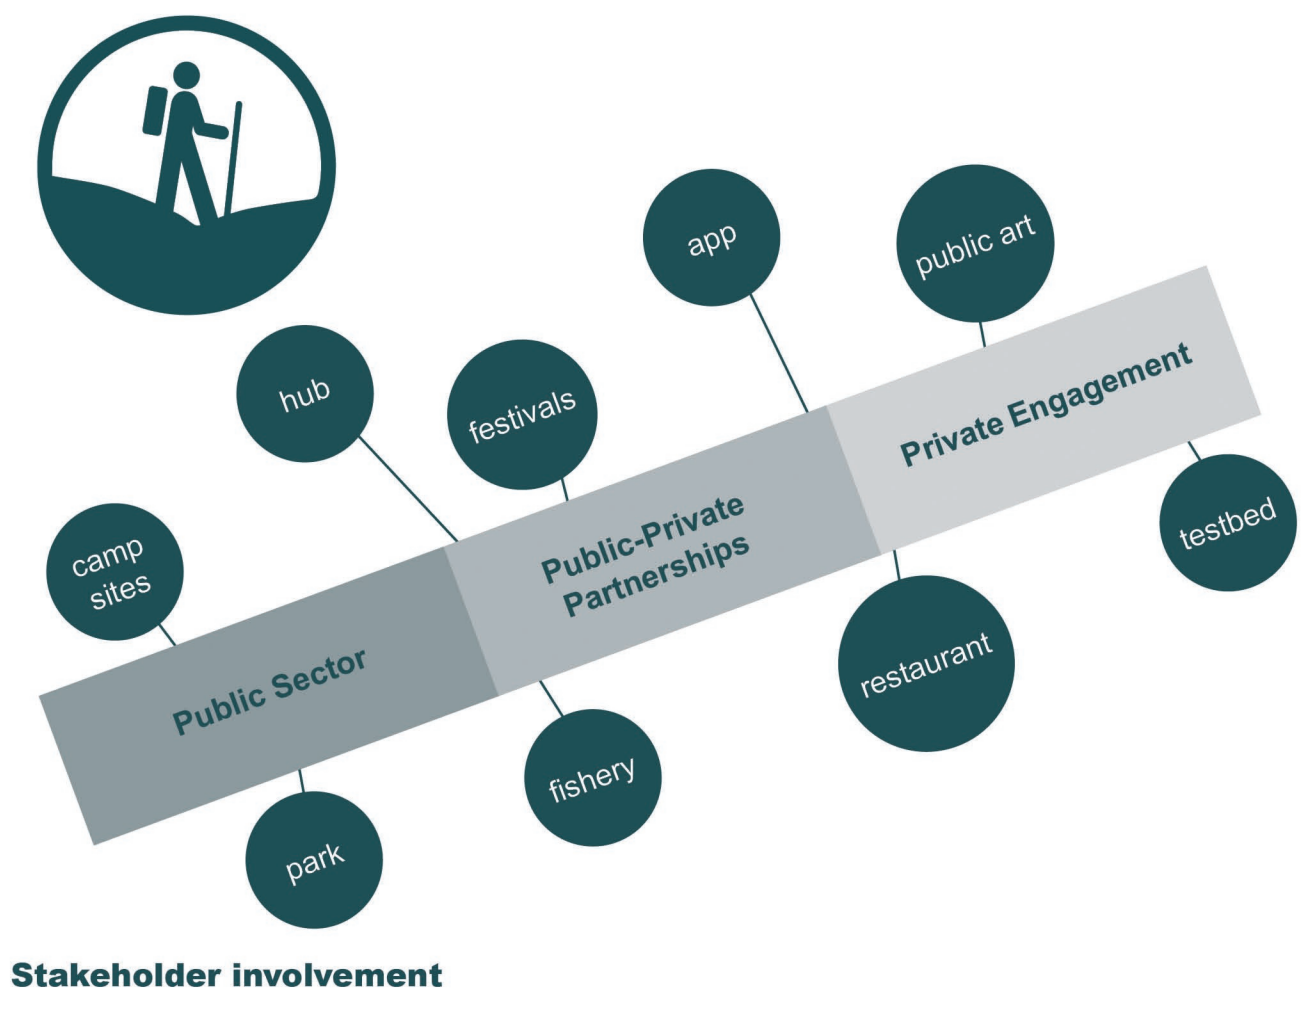 app
public art
hub
festivals
Private Engagement
camp
sites
Public-Private
Partnerships
testbed
Public Sector
restaurant
fishery
park
Stakeholder involvement